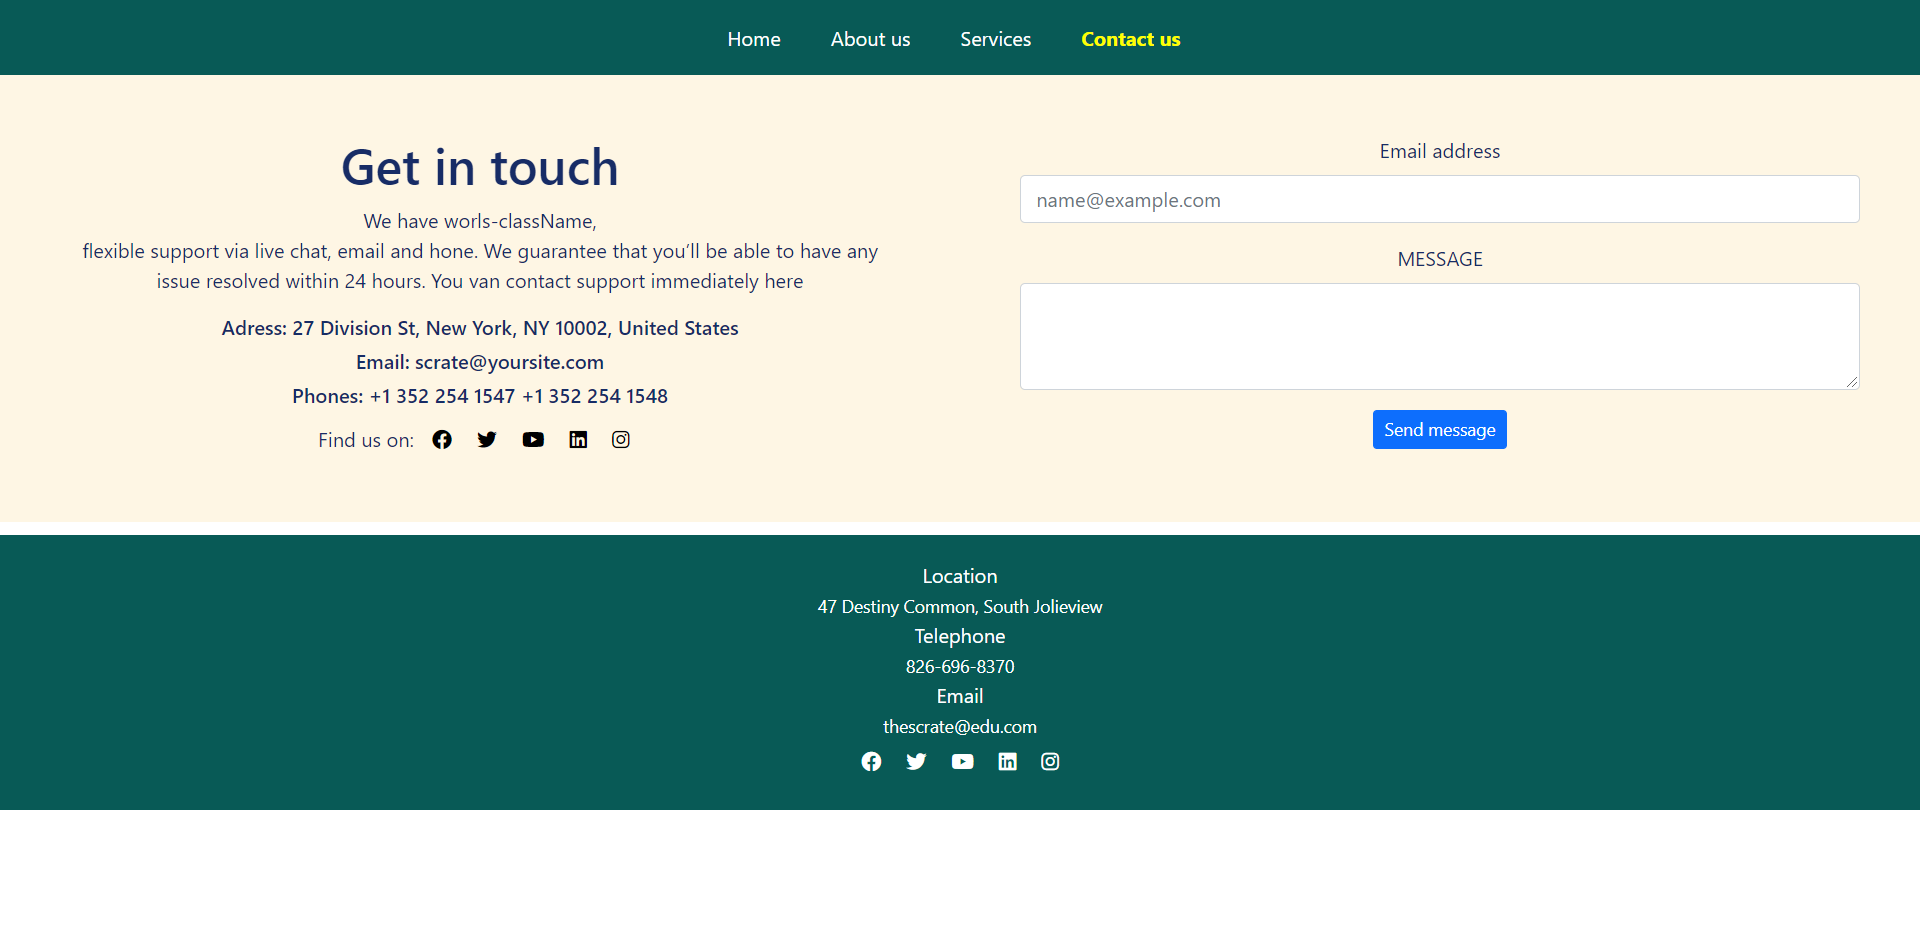 Home About us Services Contact us
Get in touch
We have worls-className,
flexible support via live chat, email and hone. We guarantee that you’ll be able to have any
issue resolved within 24 hours. You van contact support immediately here
Adress: 27 Division St, New York, NY 10002, United States
Email: scrate@yoursite.com
Phones: +1 352 254 1547 +1 352 254 1548
Find us on:
Email address
name@example.com
MESSAGE
Send message
Location
47 Destiny Common, South Jolieview
Telephone
826-696-8370
Email
thescrate@edu.com